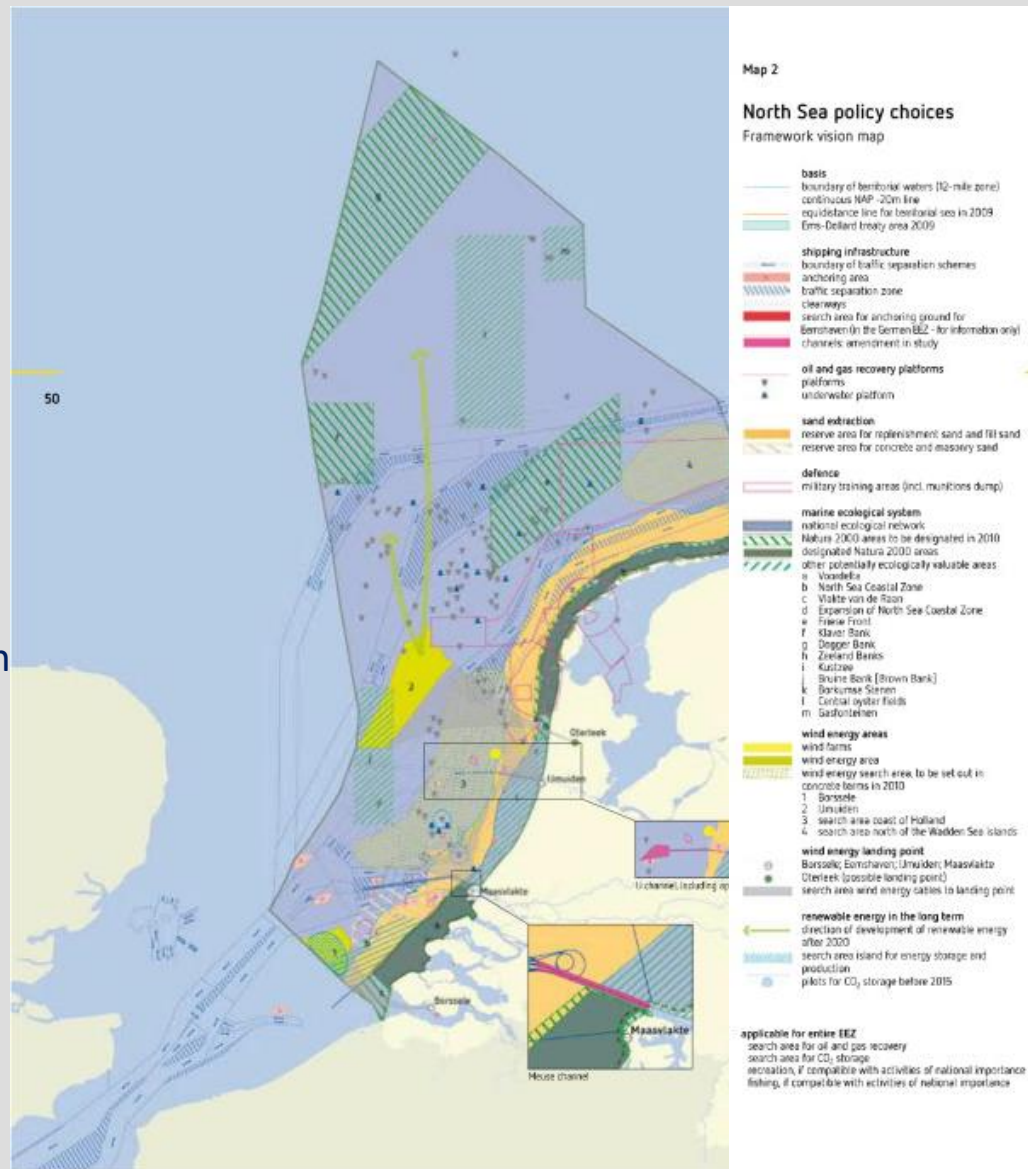 50
n
Oterleek
IJmuiden
Maasvlakte
Borssele
Maasvlakte
Meuse channel
Map 2
North Sea policy choices
Framework vision map
basis
boundary of territorial waters (12-mile zone)
continuous NAP -20m line
equidistance line for territorial sea in 2009
Ems-Dollard treaty area 2009
shipping infrastructure
boundary of traffic separation schemes
anchoring area
traffic separation zone
clearways
search area for anchoring ground for
Eemshaven (in the German EEZ - for information only)
channels: amendment in study
oil and gas recovery platforms
platforms
underwater platform
sand extraction
reserve area for replenishment sand and fill sand
reserve area for concrete and masonry sand
defence
military training areas (incl. munitions dump)
marine ecological system
national ecological network
Natura 2000 areas to be designated in 2010
designated Natura 2000 areas
other potentially ecologically valuable areas
a Voordelta
b North Sea Coastal Zone
c Vlakte van de Raan
d Expansion of North Sea Coastal Zone
e Friese Front
f Klaver Bank
g Dogger Bank
h Zeeland Banks
i Kustzee
j Bruine Bank [Brown Bank]
k Borkumse Stenen
l Central oyster fields
m Gasfonteinen
wind energy areas
wind farms
wind energy area
wind energy search area, to be set out in
concrete terms in 2010
1 Borssele
2 IJmuiden
3 search area coast of Holland
4 search area north of the Wadden Sea islands
wind energy landing point
Borssele; Eemshaven; IJmuiden; Maasvlakte
Oterleek (possible landing point)
search area wind energy cables to landing point
renewable energy in the long term
direction of development of renewable energy
after 2020
search area island for energy storage and
production
pilots for CO₂ storage before 2015
applicable for entire EEZ
search area for oil and gas recovery
search area for CO₂ storage
recreation, if compatible with activities of national importance
fishing, if compatible with activities of national importance